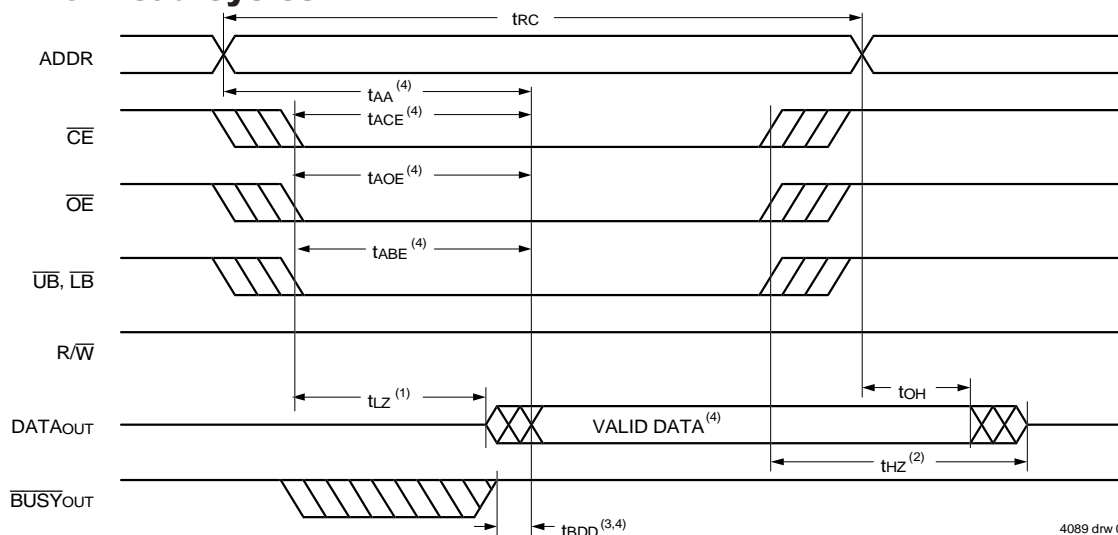 tRC
ADDR
tAA (4)
tACE (4)
CE
tAOE (4)
OE
tABE (4)
UB, LB
R/W
tLZ (1)
tOH
DATAOUT
VALID DATA (4)
tHZ (2)
BUSYOUT
tBDD (3,4)
4089 drw